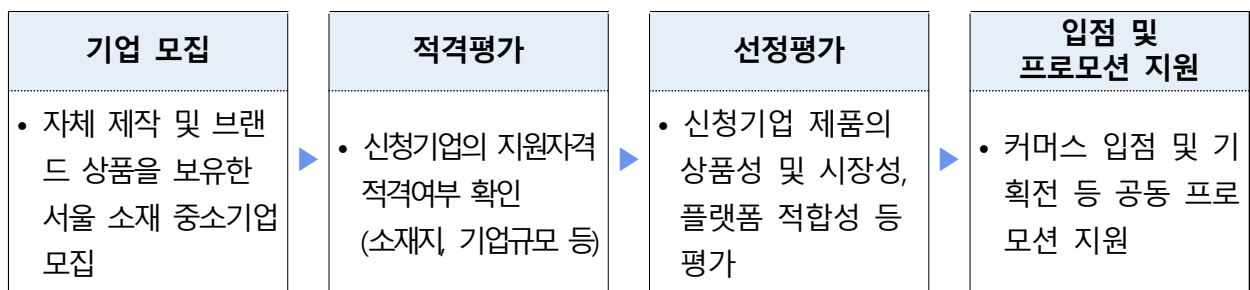 기업 모집
• 자체 제작 및 브랜
드 상품을 보유한
서울 소재 중소기업
모집
적격평가
• 신청기업의 지원자격
적격여부 확인
(소재지, 기업규모 등)
선정평가
• 신청기업 제품의
상품성 및 시장성,
플랫폼 적합성 등
평가
입점 및
프로모션 지원
• 커머스 입점 및 기
획전 등 공동 프로
모션 지원